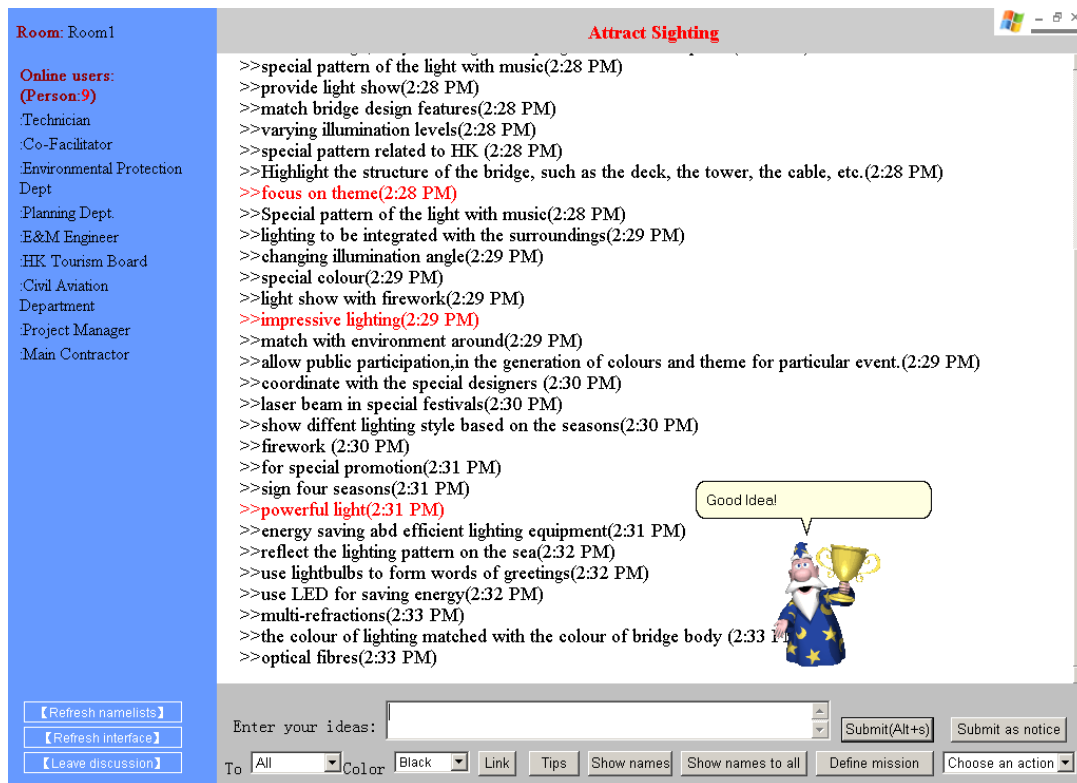 Room: Room1
Attract Sighting
Online users:
(Person:9)
:Technician
:Co-Facilitator
:Environmental Protection
Dept
:Planning Dept.
:E&M Engineer
:HK Tourism Board
:Civil Aviation
Department
:Project Manager
:Main Contractor
>>special pattern of the light with music(2:28 PM)
>>provide light show(2:28 PM)
>>match bridge design features(2:28 PM)
>>varying illumination levels(2:28 PM)
>>special pattern related to HK (2:28 PM)
>>Highlight the structure of the bridge, such as the deck, the tower, the cable, etc.(2:28 PM)
>>focus on theme(2:28 PM)
>>Special pattern of the light with music(2:28 PM)
>>lighting to be integrated with the surroundings(2:29 PM)
>>changing illumination angle(2:29 PM)
>>special colour(2:29 PM)
>>light show with firework(2:29 PM)
>>impressive lighting(2:29 PM)
>>match with environment around(2:29 PM)
>>allow public participation,in the generation of colours and theme for particular event.(2:29 PM)
>>coordinate with the special designers (2:30 PM)
>>laser beam in special festivals(2:30 PM)
>>show diffent lighting style based on the seasons(2:30 PM)
>>firework (2:30 PM)
>>for special promotion(2:31 PM)
>>sign four seasons(2:31 PM)
>>powerful light(2:31 PM)
>>energy saving abd efficient lighting equipment(2:31 PM)
>>reflect the lighting pattern on the sea(2:32 PM)
>>use lightbulbs to form words of greetings(2:32 PM)
>>use LED for saving energy(2:32 PM)
>>multi-refractions(2:33 PM)
>>the colour of lighting matched with the colour of bridge body (2:33
>>optical fibres(2:33 PM)
Good Idea!
【Refresh namelists】
【Refresh interface】
【Leave discussion】
Enter your ideas:
Submit(Alt+s)
Submit as notice
To All Color Black Link Tips Show names Show names to all Define mission Choose an action